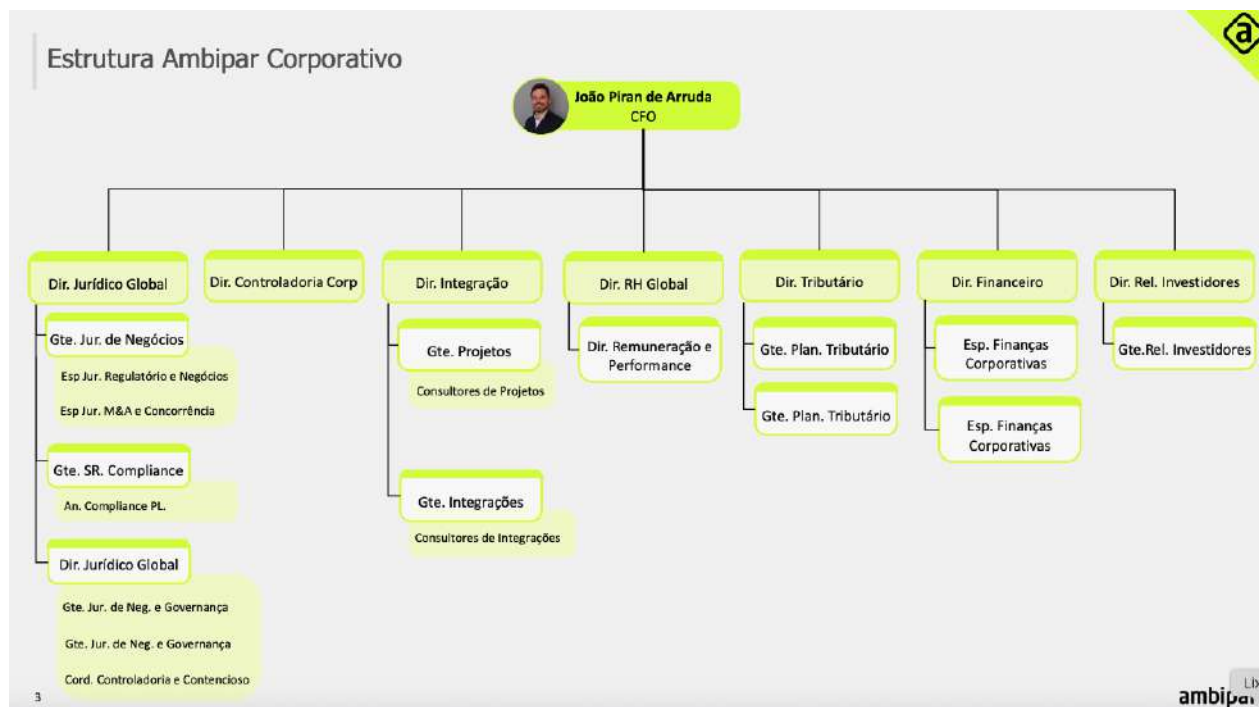 Estrutura Ambipar Corporativo
João Piran de Arruda
CFO
Dir. Jurídico Global
Gte. Jur. de Negócios
Esp Jur. Regulatório e Negócios
Esp Jur. M&A e Concorrência
Gte. SR. Compliance
An. Compliance PL.
Dir. Jurídico Global
Gte. Jur. de Neg. e Governança
Gte. Jur. de Neg. e Governança
Cord. Controladoria e Contencioso
Dir. Controladoria Corp
Dir. Integração
Gte. Projetos
Consultores de Projetos
Gte. Integrações
Consultores de Integrações
Dir. RH Global
Dir. Remuneração e
Performance
Dir. Tributário
Gte. Plan. Tributário
Gte. Plan. Tributário
Dir. Financeiro
Esp. Finanças
Corporativas
Esp. Finanças
Corporativas
Dir. Rel. Investidores
Gte.Rel. Investidores
3
ambipar